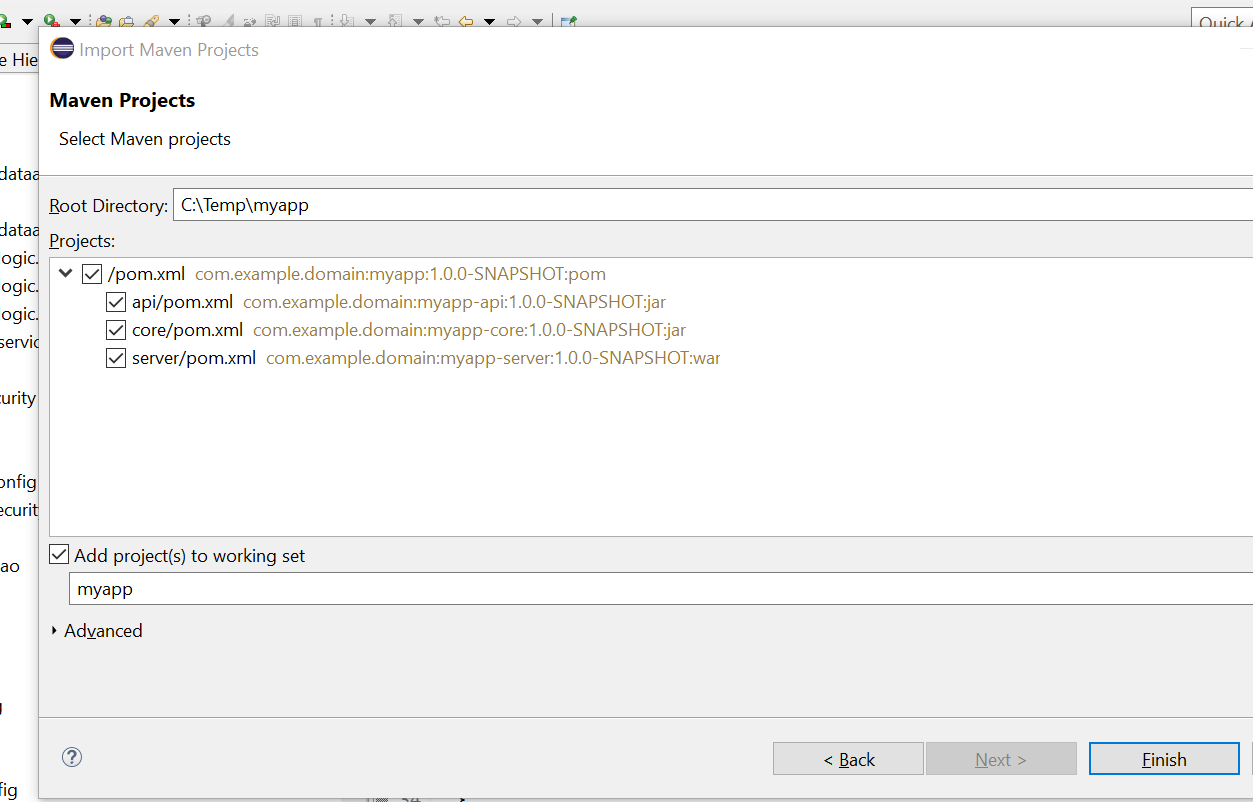 Quick
Import Maven Projects
e Hie
Maven Projects
Select Maven projects
dataa
Root Directory: C:\Temp\myapp
dataa
Projects:
ogic.
/pom.xml com.example.domain:myapp:1.0.0-SNAPSHOT:pom
ogic.
api/pom.xml com.example.domain:myapp-api:1.0.0-SNAPSHOT:jar
ogic.
core/pom.xml com.example.domain:myapp-core:1.0.0-SNAPSHOT:jar
servic
server/pom.xml com.example.domain:myapp-server:1.0.0-SNAPSHOT:war
urity
onfig
ecurit
Add project(s) to working set
ao
myapp
Advanced
g
?
< Back
Next >
Finish
fig